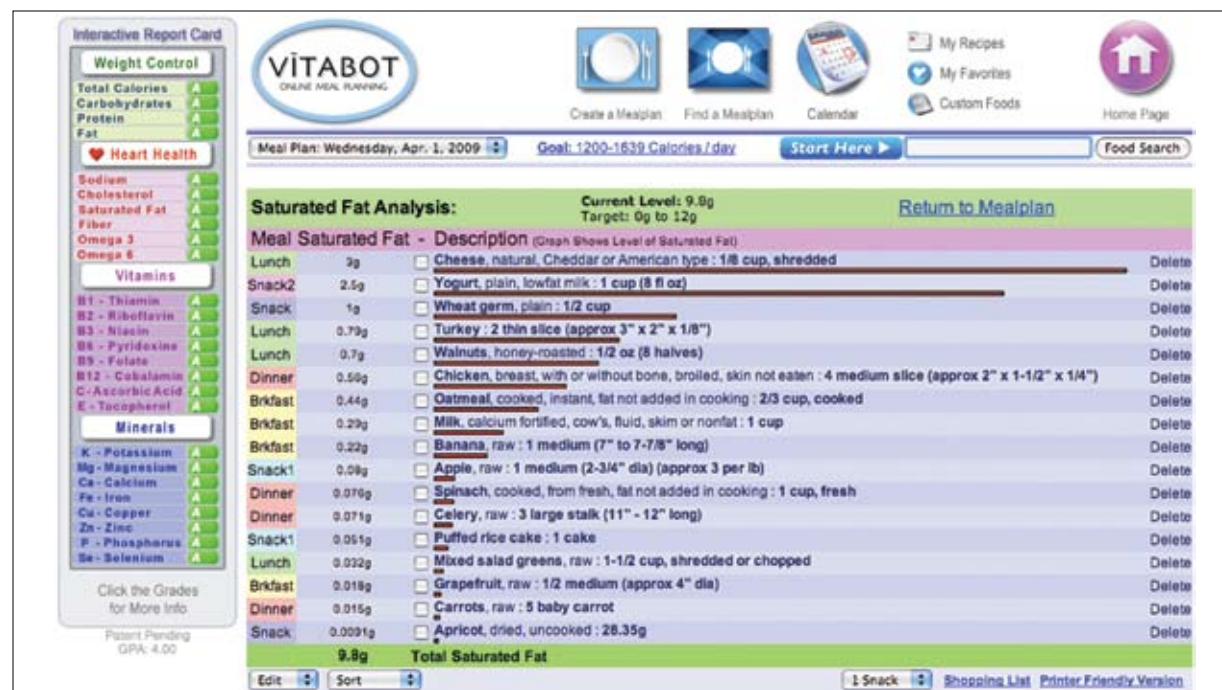 Interactive Report Card
Weight Control
Total Calories A
Carbohydrates A
Protein A
Fat A
Heart Health
Sodium A
Cholesterol A
Saturated Fat A
Fiber A
Omega 3 A
Omega 6 A
Vitamins
B1 - Thiamin A
B2 - Riboflavin A
B3 - Niacin A
B6 - Pyridoxine A
B9 - Folate A
B12 - Cobalamin A
C - Ascorbic Acid A
E - Tocopherol A
Minerals
K - Potassium A
Mg - Magnesium A
Ca - Calcium A
Fe - Iron A
Cu - Copper A
Zn - Zinc A
P - Phosphorus A
Se - Selenium A
Click the Grades
for More Info
Patent Pending
GPA: 4.00
VĪTABOT
ONLINE MEAL PLANNING
Create a Mealplan
Find a Mealplan
Calendar
My Recipes
My Favorites
Custom Foods
Home Page
Meal Plan: Wednesday, Apr. 1, 2009
Goal: 1200-1639 Calories / day
Start Here
Food Search
Saturated Fat Analysis:
Current Level: 9.8g
Target: 0g to 12g
Return to Mealplan
Meal Saturated Fat - Description (Graph Shows Level of Saturated Fat)
Lunch 3g Cheese, natural, Cheddar or American type : 1/8 cup, shredded Delete
Snack2 2.5g Yogurt, plain, lowfat milk : 1 cup (8 fl oz) Delete
Snack 1g Wheat germ, plain : 1/2 cup Delete
Lunch 0.79g Turkey : 2 thin slice (approx 3" x 2" x 1/8") Delete
Lunch 0.7g Walnuts, honey-roasted : 1/2 oz (8 halves) Delete
Dinner 0.56g Chicken, breast, with or without bone, broiled, skin not eaten : 4 medium slice (approx 2" x 1-1/2" x 1/4") Delete
Brkfast 0.44g Oatmeal, cooked, instant, fat not added in cooking : 2/3 cup, cooked Delete
Brkfast 0.29g Milk, calcium fortified, cow's, fluid, skim or nonfat : 1 cup Delete
Brkfast 0.22g Banana, raw : 1 medium (7" to 7-7/8" long) Delete
Snack1 0.08g Apple, raw : 1 medium (2-3/4" dia) (approx 3 per lb) Delete
Dinner 0.076g Spinach, cooked, from fresh, fat not added in cooking : 1 cup, fresh Delete
Dinner 0.071g Celery, raw : 3 large stalk (11" - 12" long) Delete
Snack1 0.051g Puffed rice cake : 1 cake Delete
Lunch 0.032g Mixed salad greens, raw : 1-1/2 cup, shredded or chopped Delete
Brkfast 0.018g Grapefruit, raw : 1/2 medium (approx 4" dia) Delete
Dinner 0.015g Carrots, raw : 5 baby carrot Delete
Snack 0.0031g Apricot, dried, uncooked : 28.35g Delete
9.8g Total Saturated Fat
Edit
Sort
1 Snack
Shopping List
Printer Friendly Version